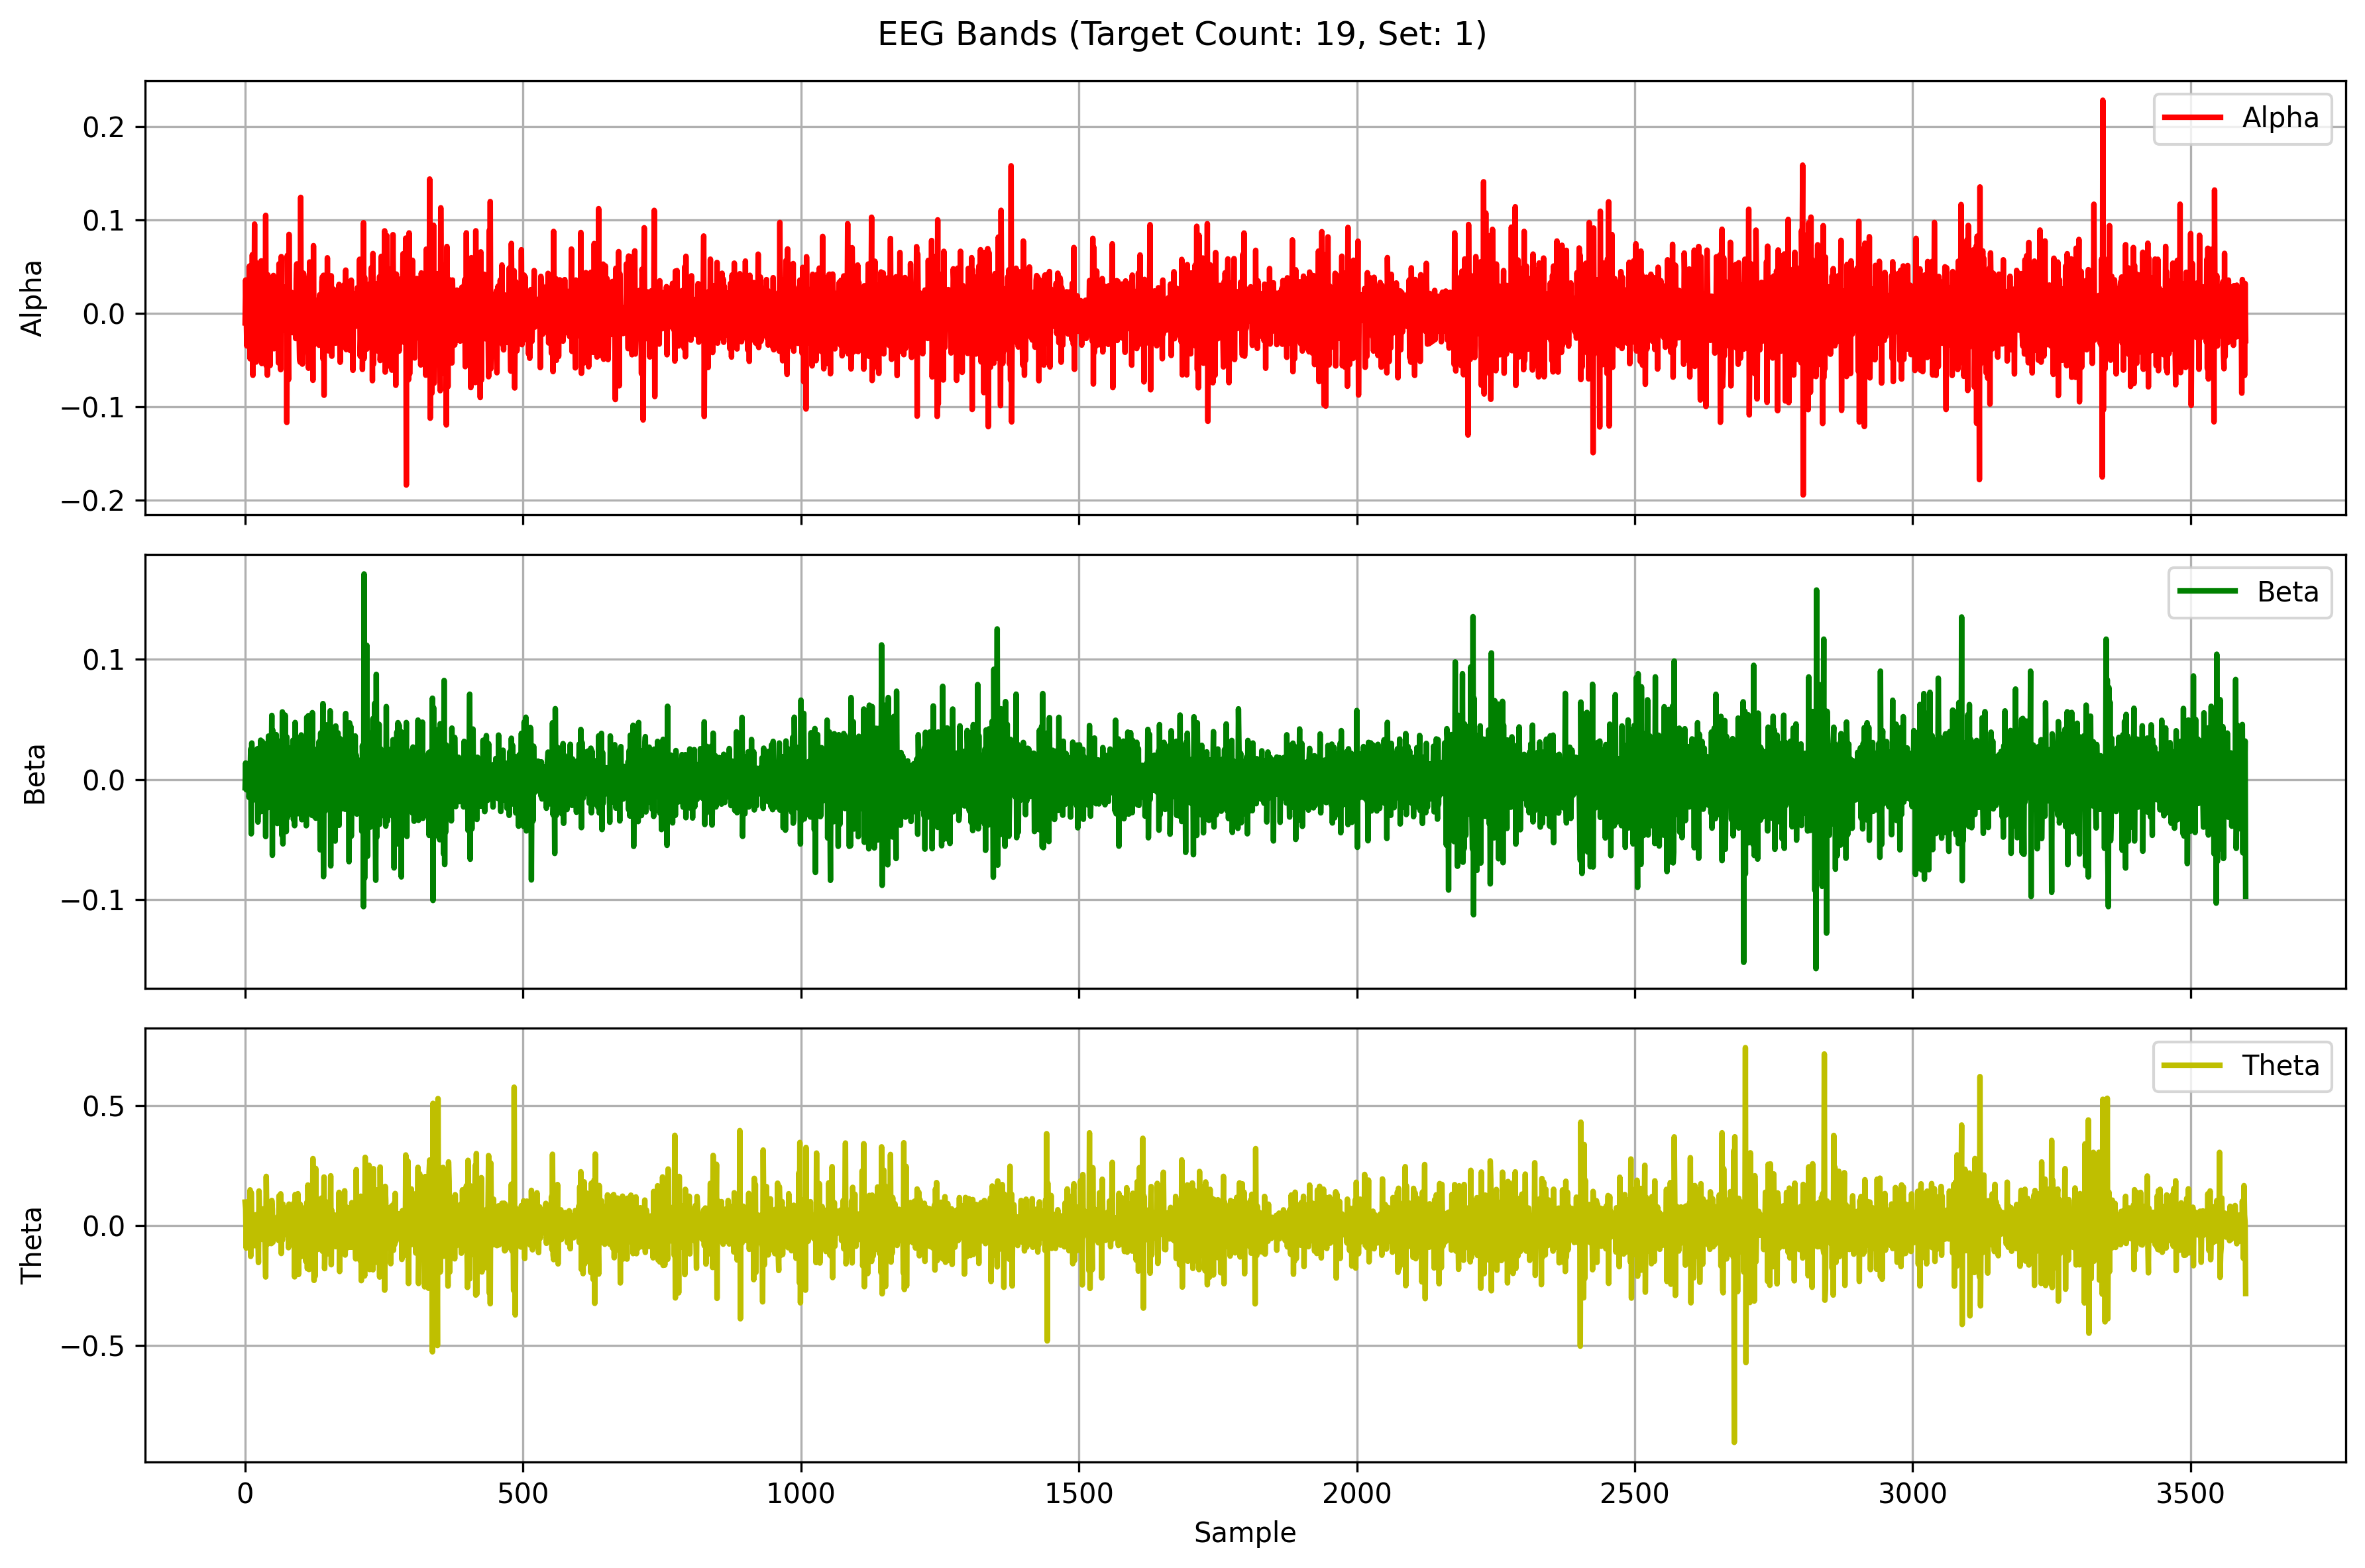 EEG Bands (Target Count: 19, Set: 1)
Alpha
0.2
0.1
0.0
−0.1
−0.2
Alpha
Beta
0.1
0.0
−0.1
Beta
Theta
0.5
0.0
−0.5
Theta
0 500 1000 1500 2000 2500 3000 3500
Sample